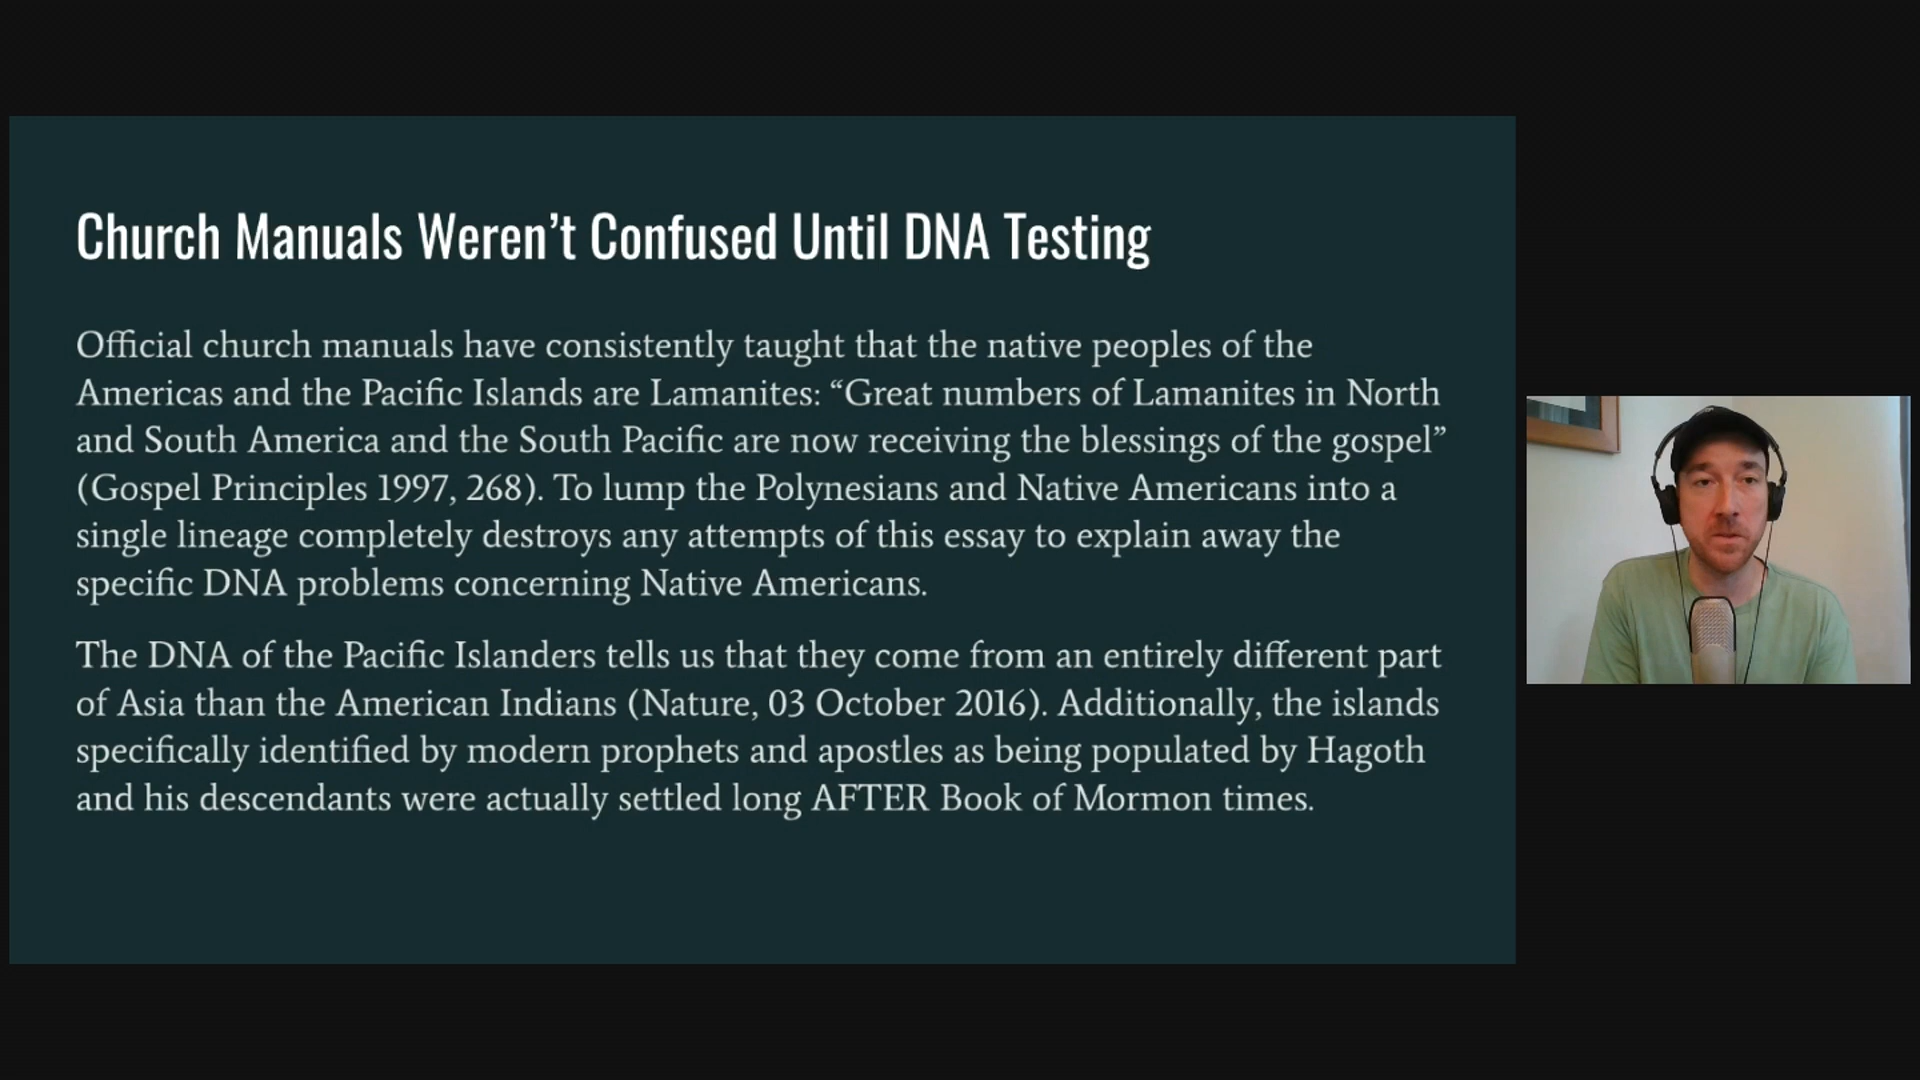 Church Manuals Weren’t Confused Until DNA Testing
Official church manuals have consistently taught that the native peoples of the
Americas and the Pacific Islands are Lamanites: “Great numbers of Lamanites in North
and South America and the South Pacific are now receiving the blessings of the gospel”
(Gospel Principles 1997, 268). To lump the Polynesians and Native Americans into a
single lineage completely destroys any attempts of this essay to explain away the
specific DNA problems concerning Native Americans.
The DNA of the Pacific Islanders tells us that they come from an entirely different part
of Asia than the American Indians (Nature, 03 October 2016). Additionally, the islands
specifically identified by modern prophets and apostles as being populated by Hagoth
and his descendants were actually settled long AFTER Book of Mormon times.